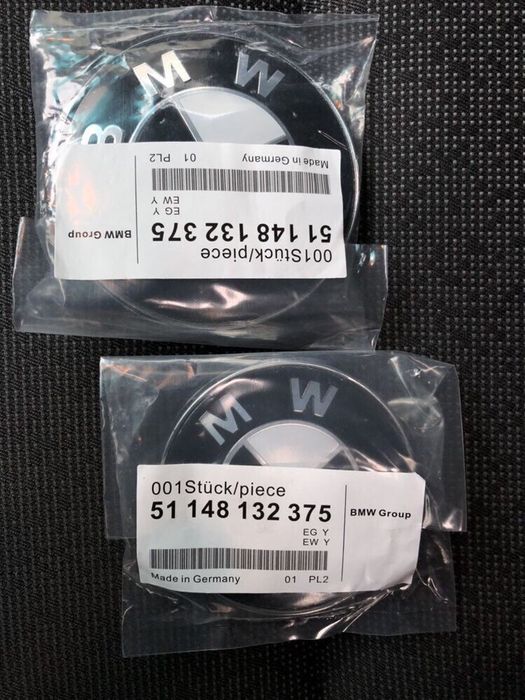 B M W
Made in Germany
01 PL2
EW Y
EG Y
51 148 132 375
001Stück/piece
BMW Group
M W
001Stück/piece
51 148 132 375
EG Y
EW Y
Made in Germany
01 PL2
BMW Group